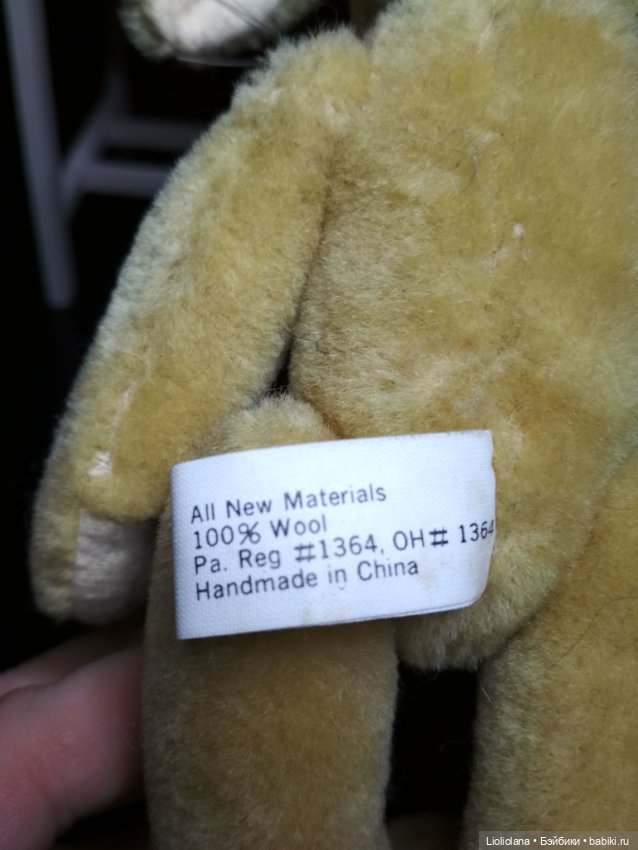 All New Materials
100% Wool
Pa. Reg #1364, OH# 1364
Handmade in China
Lioliolana • Бэйбики • babiki.ru